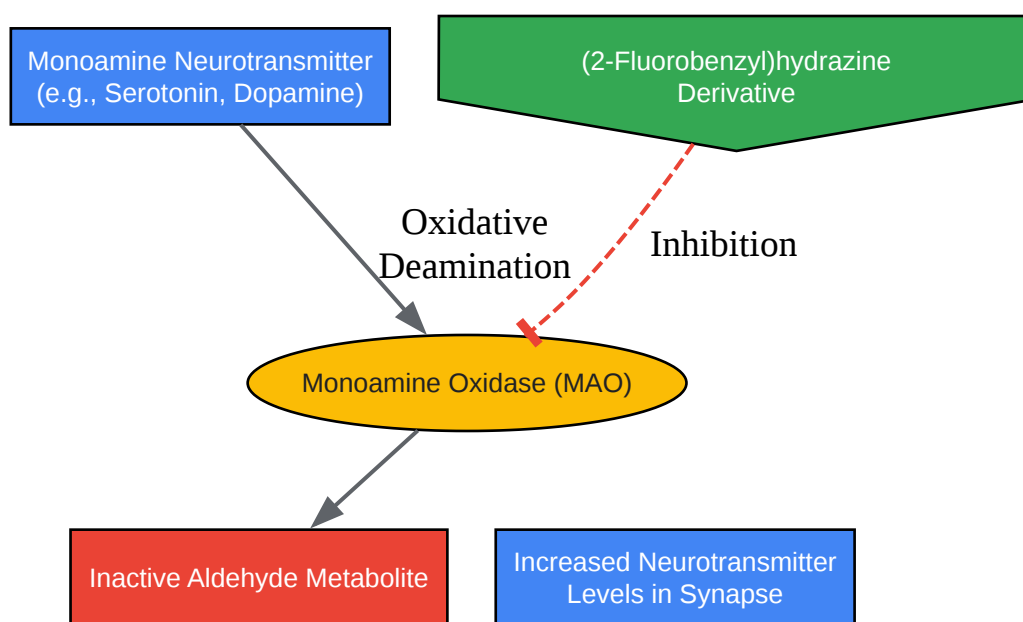 Monoamine Neurotransmitter
(e.g., Serotonin, Dopamine)
(2-Fluorobenzyl)hydrazine
Derivative
Oxidative
Deamination
Inhibition
Monoamine Oxidase (MAO)
Inactive Aldehyde Metabolite
Increased Neurotransmitter
Levels in Synapse